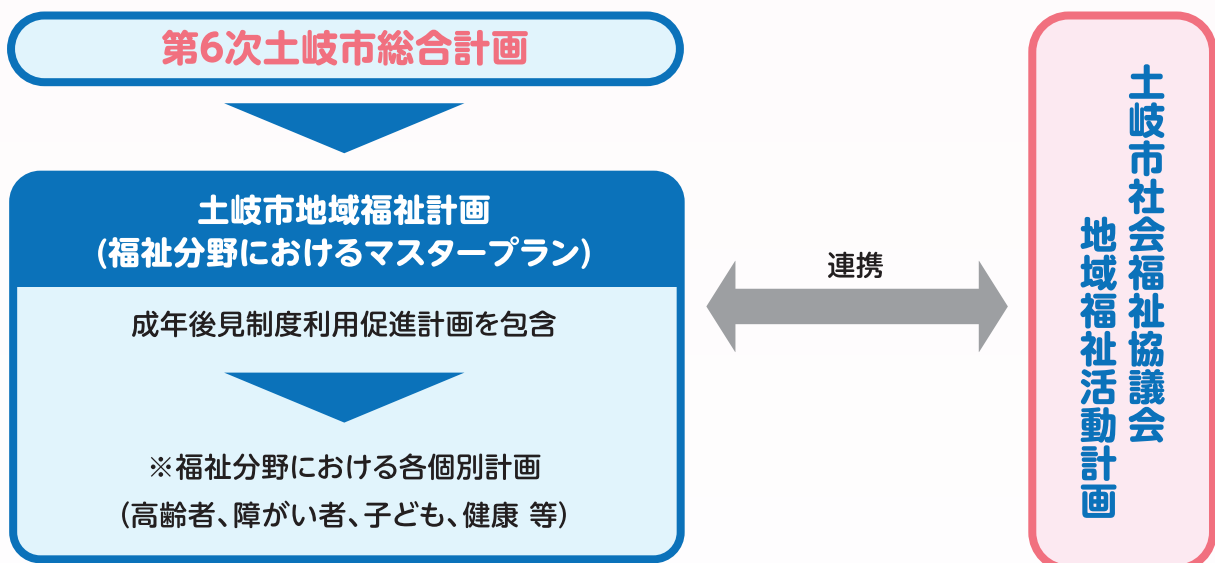 第6次土岐市総合計画
土岐市地域福祉計画
(福祉分野におけるマスタープラン)
成年後見制度利用促進計画を包含
※福祉分野における各個別計画
(高齢者、障がい者、子ども、健康 等)
連携
土岐市社会福祉協議会
地域福祉活動計画